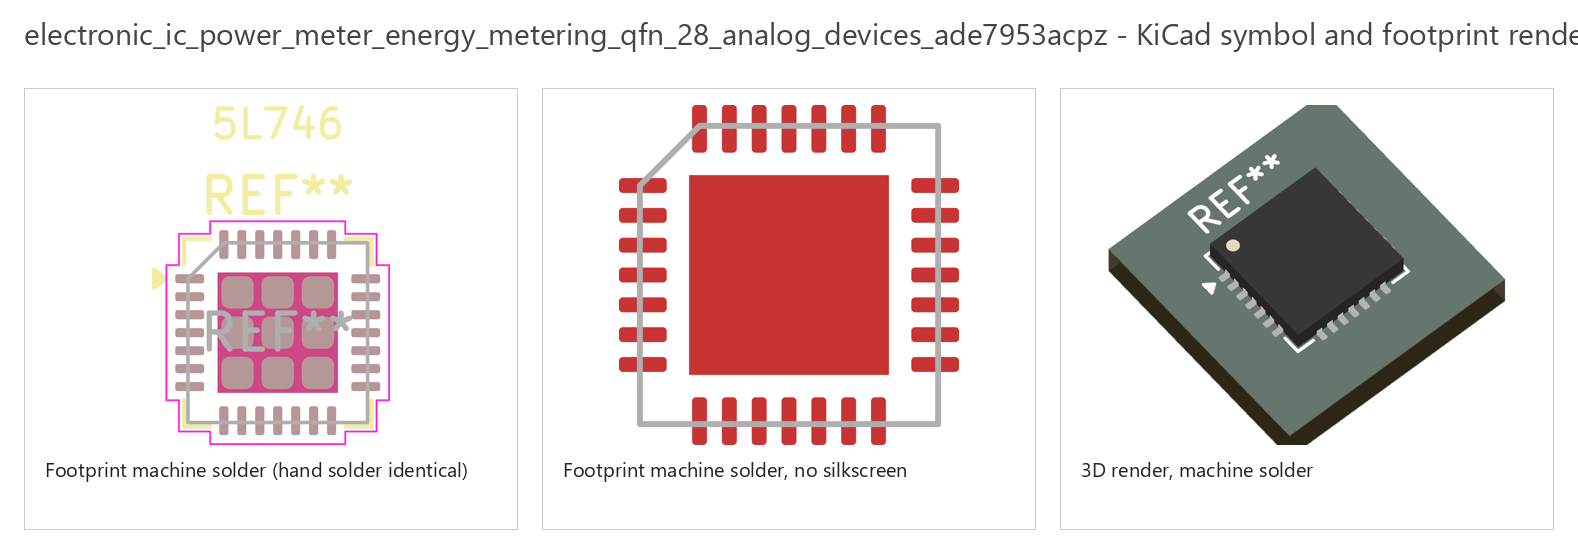 electronic_ic_power_meter_energy_metering_qfn_28_analog_devices_ade7953acpz - KiCad symbol and footprint rende
5L746
REF**
REF**
Footprint machine solder (hand solder identical)
Footprint machine solder, no silkscreen
REF**
3D render, machine solder